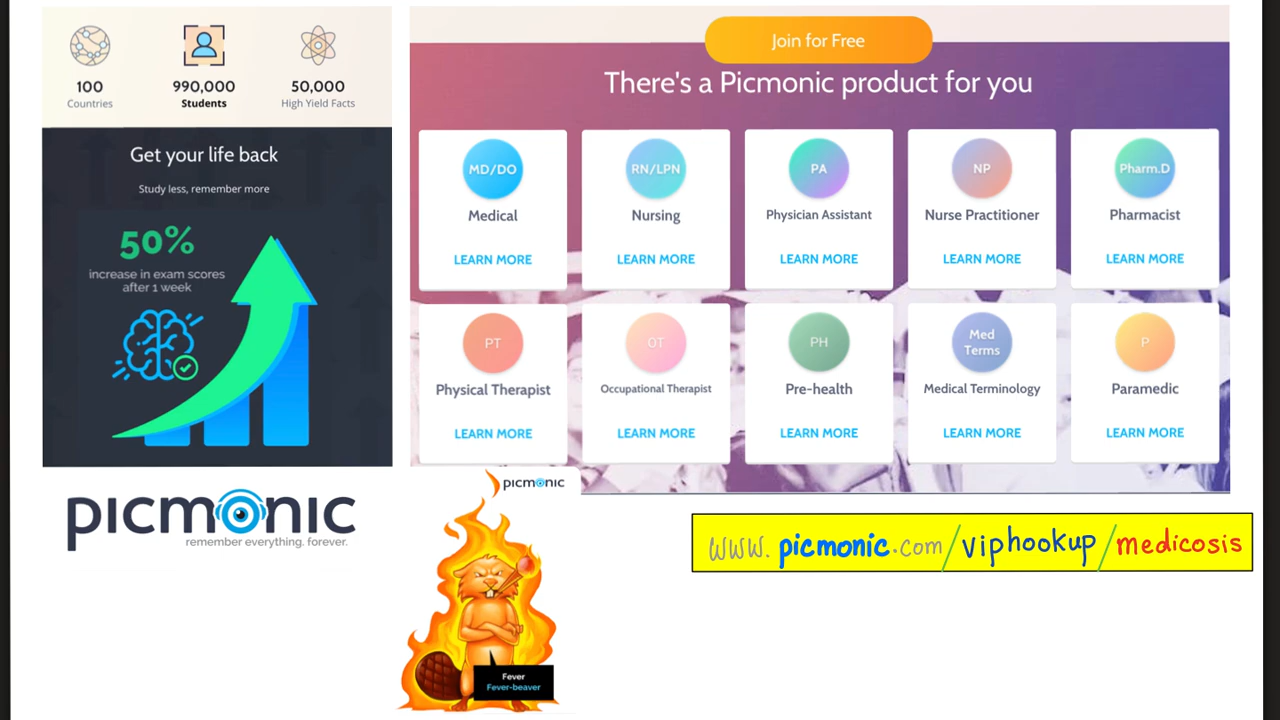 100
Countries
990,000
Students
50,000
High Yield Facts
Get your life back
Study less, remember more
50%
increase in exam scores
after 1 week
picmonic
remember everything. forever.
Join for Free
There's a Picmonic product for you
MD/DO
Medical
LEARN MORE
RN/LPN
Nursing
LEARN MORE
PA
Physician Assistant
LEARN MORE
NP
Nurse Practitioner
LEARN MORE
Pharm.D
Pharmacist
LEARN MORE
PT
Physical Therapist
LEARN MORE
OT
Occupational Therapist
LEARN MORE
PH
Pre-health
LEARN MORE
Med
Terms
Medical Terminology
LEARN MORE
P
Paramedic
LEARN MORE
picmonic
Fever
Fever-beaver
www.picmonic.com/viphookup/medicosis